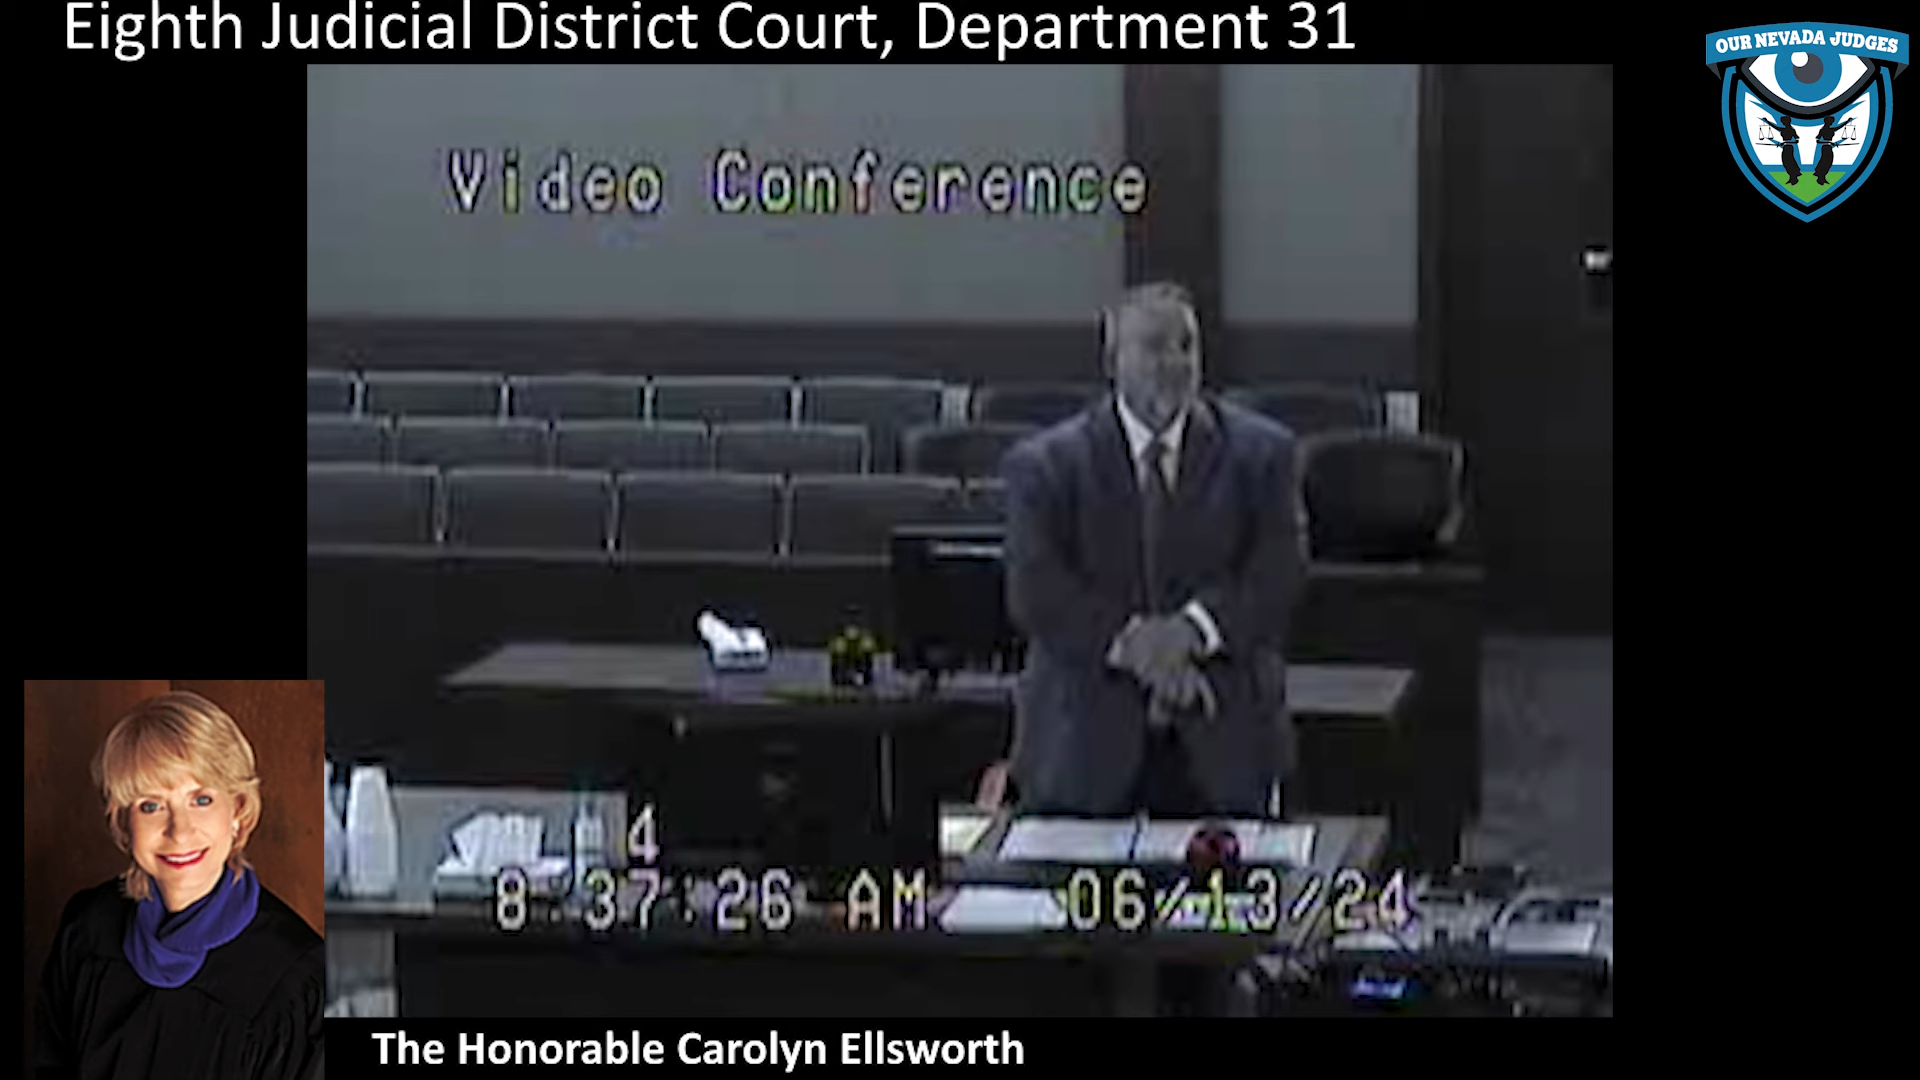 Eighth Judicial District Court, Department 31
OUR NEVADA JUDGES
Video Conference
4
8:37:26 AM 06/13/24
The Honorable Carolyn Ellsworth